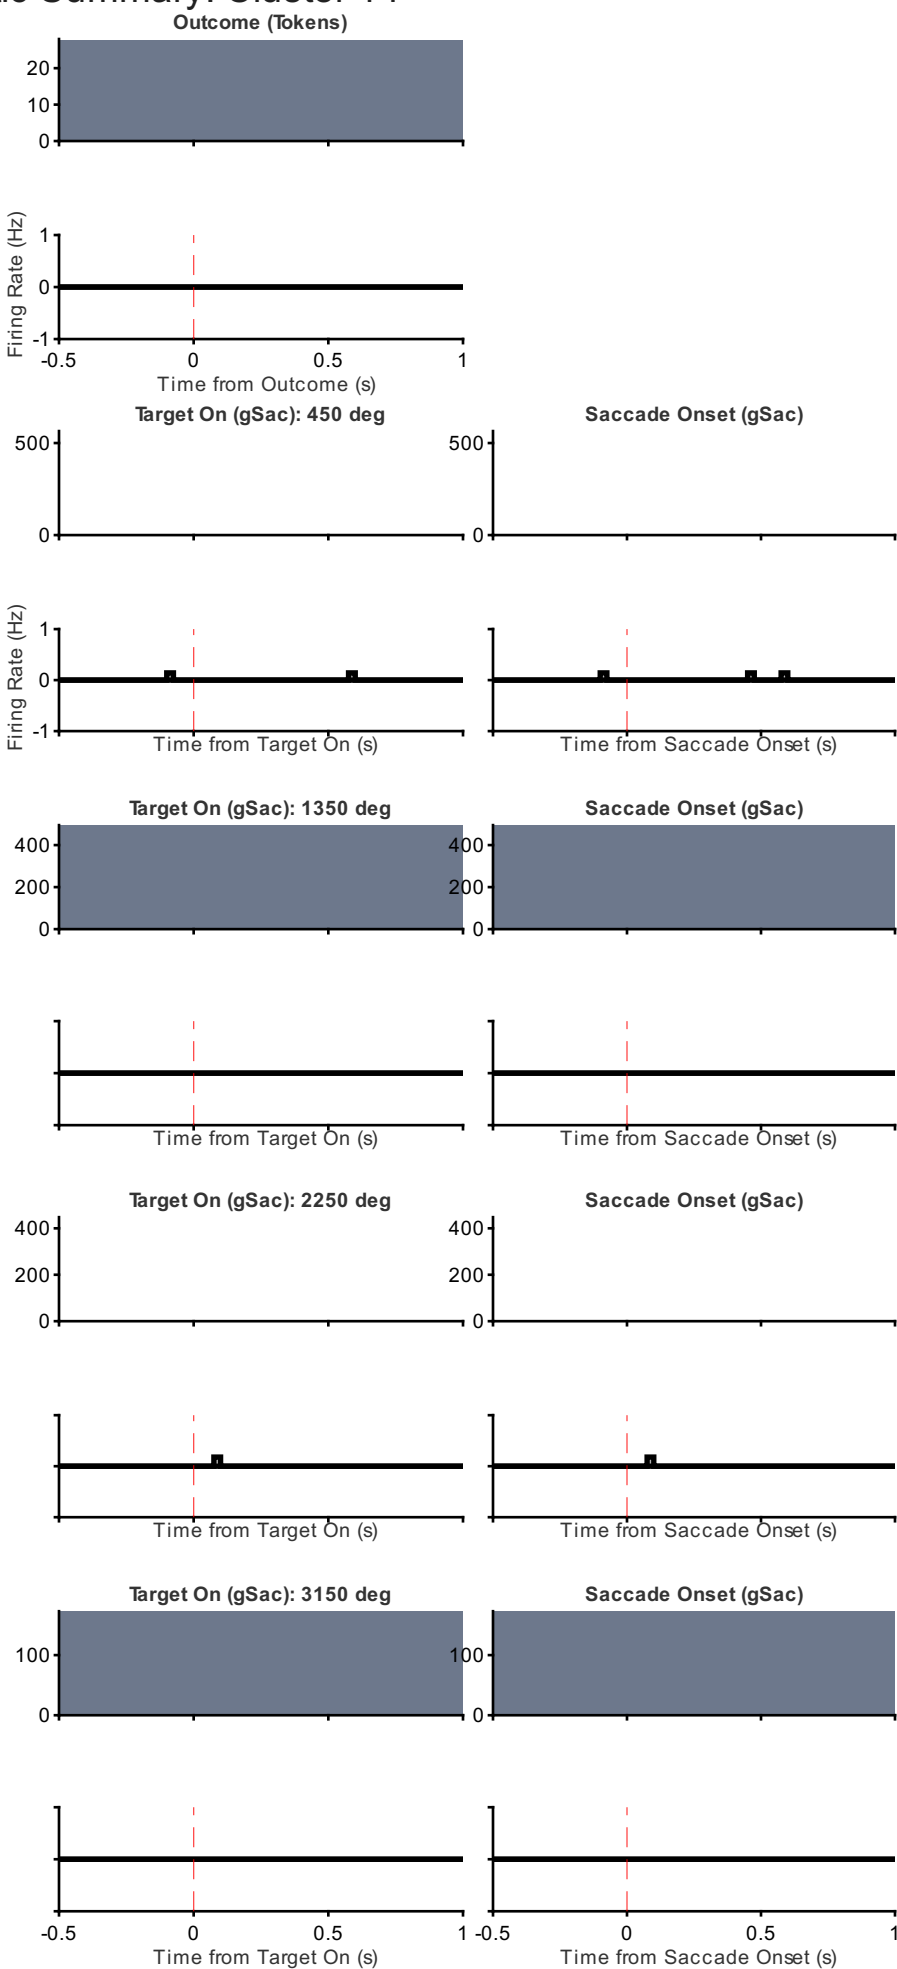 Summary: Cluster
Outcome (Tokens)
20
10
0
Firing Rate (Hz)
1
0
-1
-0.5 0 0.5 1
Time from Outcome (s)
Target On (gSac): 450 deg Saccade Onset (gSac)
500 500
0 0
Firing Rate (Hz)
1
0
-1
Time from Target On (s) Time from Saccade Onset (s)
Target On (gSac): 1350 deg Saccade Onset (gSac)
400 400
200 200
0 0
Time from Target On (s) Time from Saccade Onset (s)
Target On (gSac): 2250 deg Saccade Onset (gSac)
400 400
200 200
0 0
Time from Target On (s) Time from Saccade Onset (s)
Target On (gSac): 3150 deg Saccade Onset (gSac)
100 100
0 0
-0.5 0 0.5 1 -0.5 0 0.5 1
Time from Target On (s) Time from Saccade Onset (s)